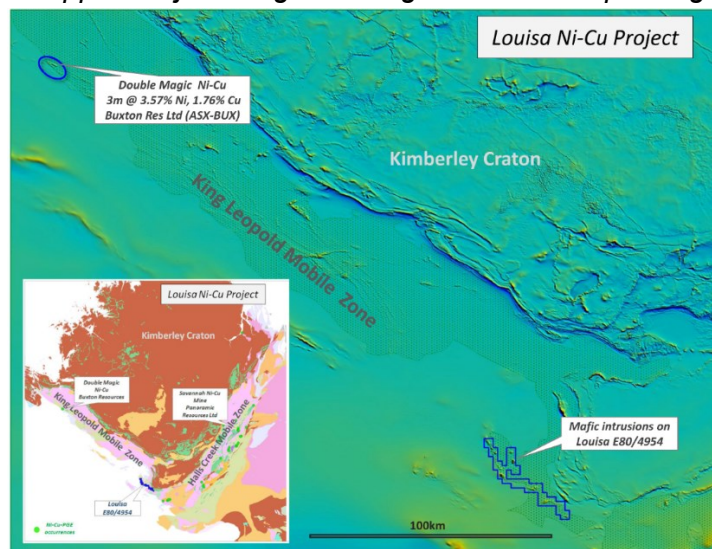 Louisa Ni-Cu Project
Double Magic Ni-Cu
3m @ 3.57% Ni, 1.76% Cu
Buxton Res Ltd (ASX-BUX)
Kimberley Craton
King Leopold Mobile Zone
Mafic intrusions on
Louisa E80/4954
100km
Louisa Ni-Cu Project
Kimberley Craton
Double Magic
Ni-Cu
Buxton Resources
Savannah Ni-Cu
Mine
Panoramic
Resources Ltd
King Leopold Mobile Zone
Halls Creek Mobile Zone
Louisa
E80/4954
Ni-Cu-PGE
occurrences